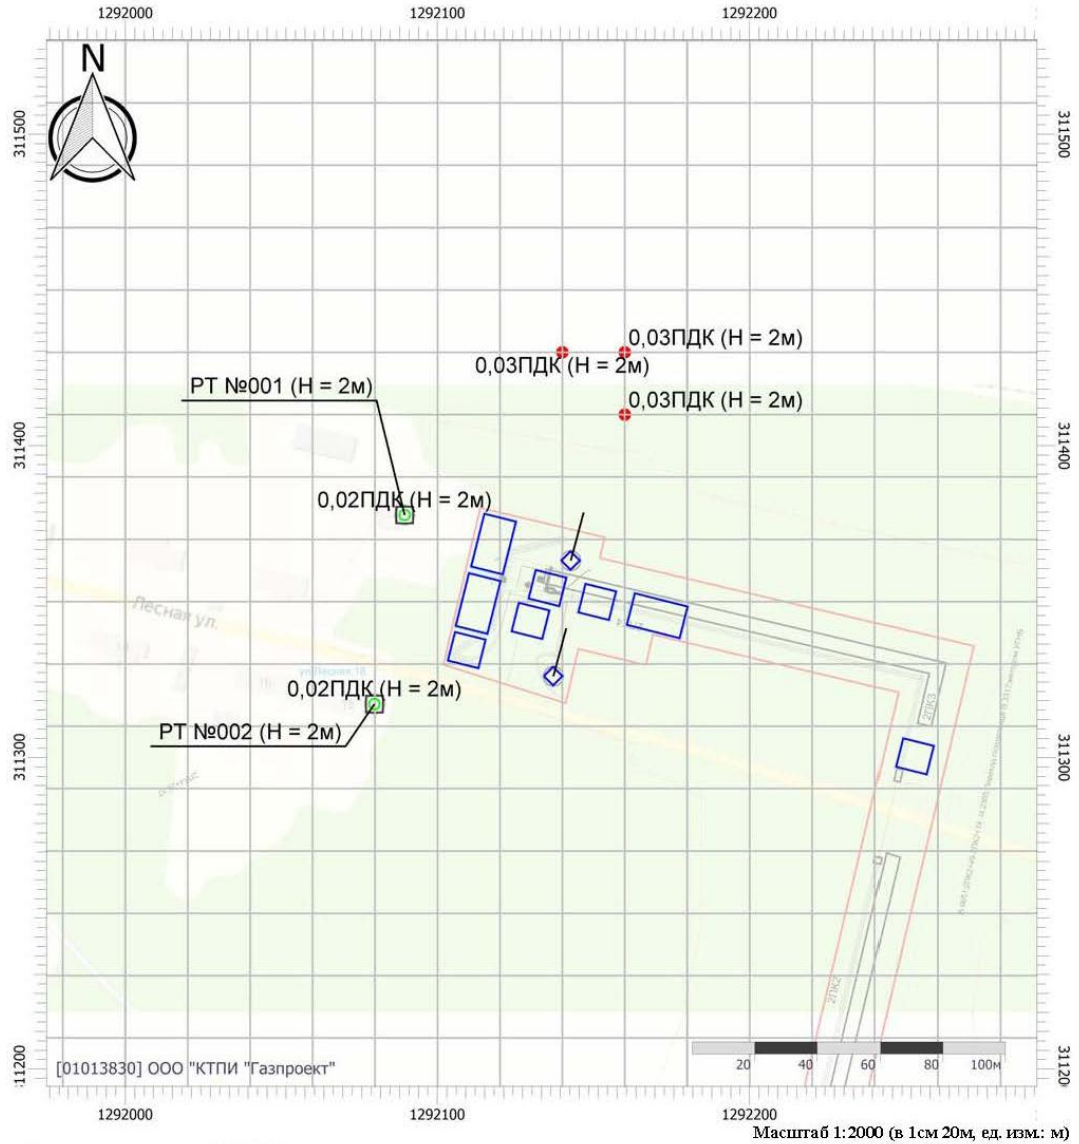 1292000
1292100
1292200
N
311500
311500
0,03ПДК (H = 2м)
0,03ПДК (H = 2м)
РТ №001 (H = 2м)
0,03ПДК (H = 2м)
311400
311400
0,02ПДК (H = 2м)
Лесная ул.
0,02ПДК (H = 2м)
2ПК3
РТ №002 (H = 2м)
311300
311300
2ПК2
20
40
60
80
100м
[01013830] ООО "КТПИ "Газпроект"
1292000
1292100
1292200
Масштаб 1:2000 (в 1см 20м, ед. изм.: м)